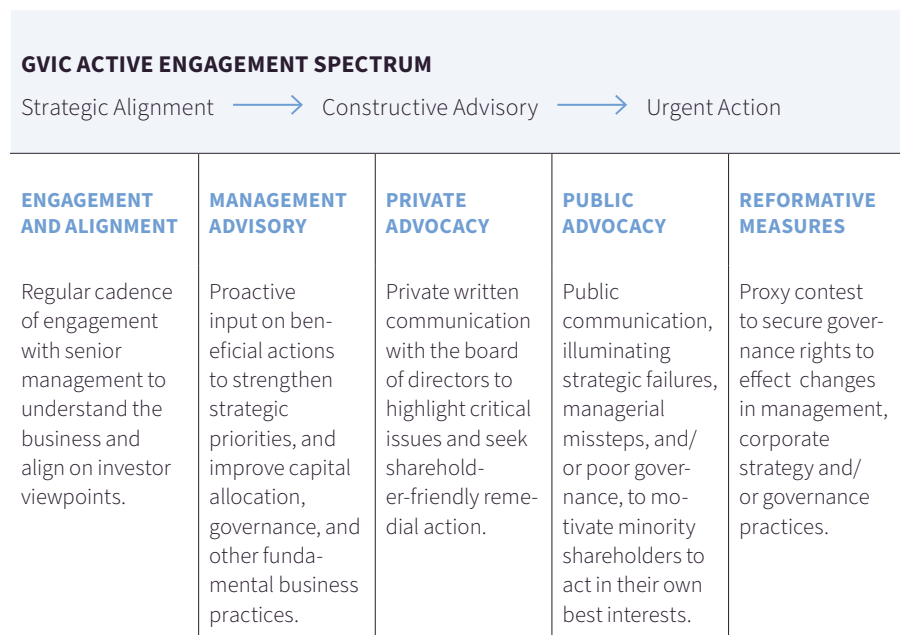 GVIC ACTIVE ENGAGEMENT SPECTRUM
Strategic Alignment → Constructive Advisory → Urgent Action
ENGAGEMENT
AND ALIGNMENT
Regular cadence
of engagement
with senior
management to
understand the
business and
align on investor
viewpoints.
MANAGEMENT
ADVISORY
Proactive
input on ben-
eficial actions
to strengthen
strategic
priorities, and
improve capital
allocation,
governance, and
other funda-
mental business
practices.
PRIVATE
ADVOCACY
Private written
communication
with the board
of directors to
highlight critical
issues and seek
sharehold-
er-friendly reme-
dial action.
PUBLIC
ADVOCACY
Public
communication,
illuminating
strategic failures,
managerial
missteps, and/
or poor gover-
nance, to mo-
tivate minority
shareholders to
act in their own
best interests.
REFORMATIVE
MEASURES
Proxy contest
to secure gover-
nance rights to
effect  changes
in management,
corporate
strategy and/
or governance
practices.